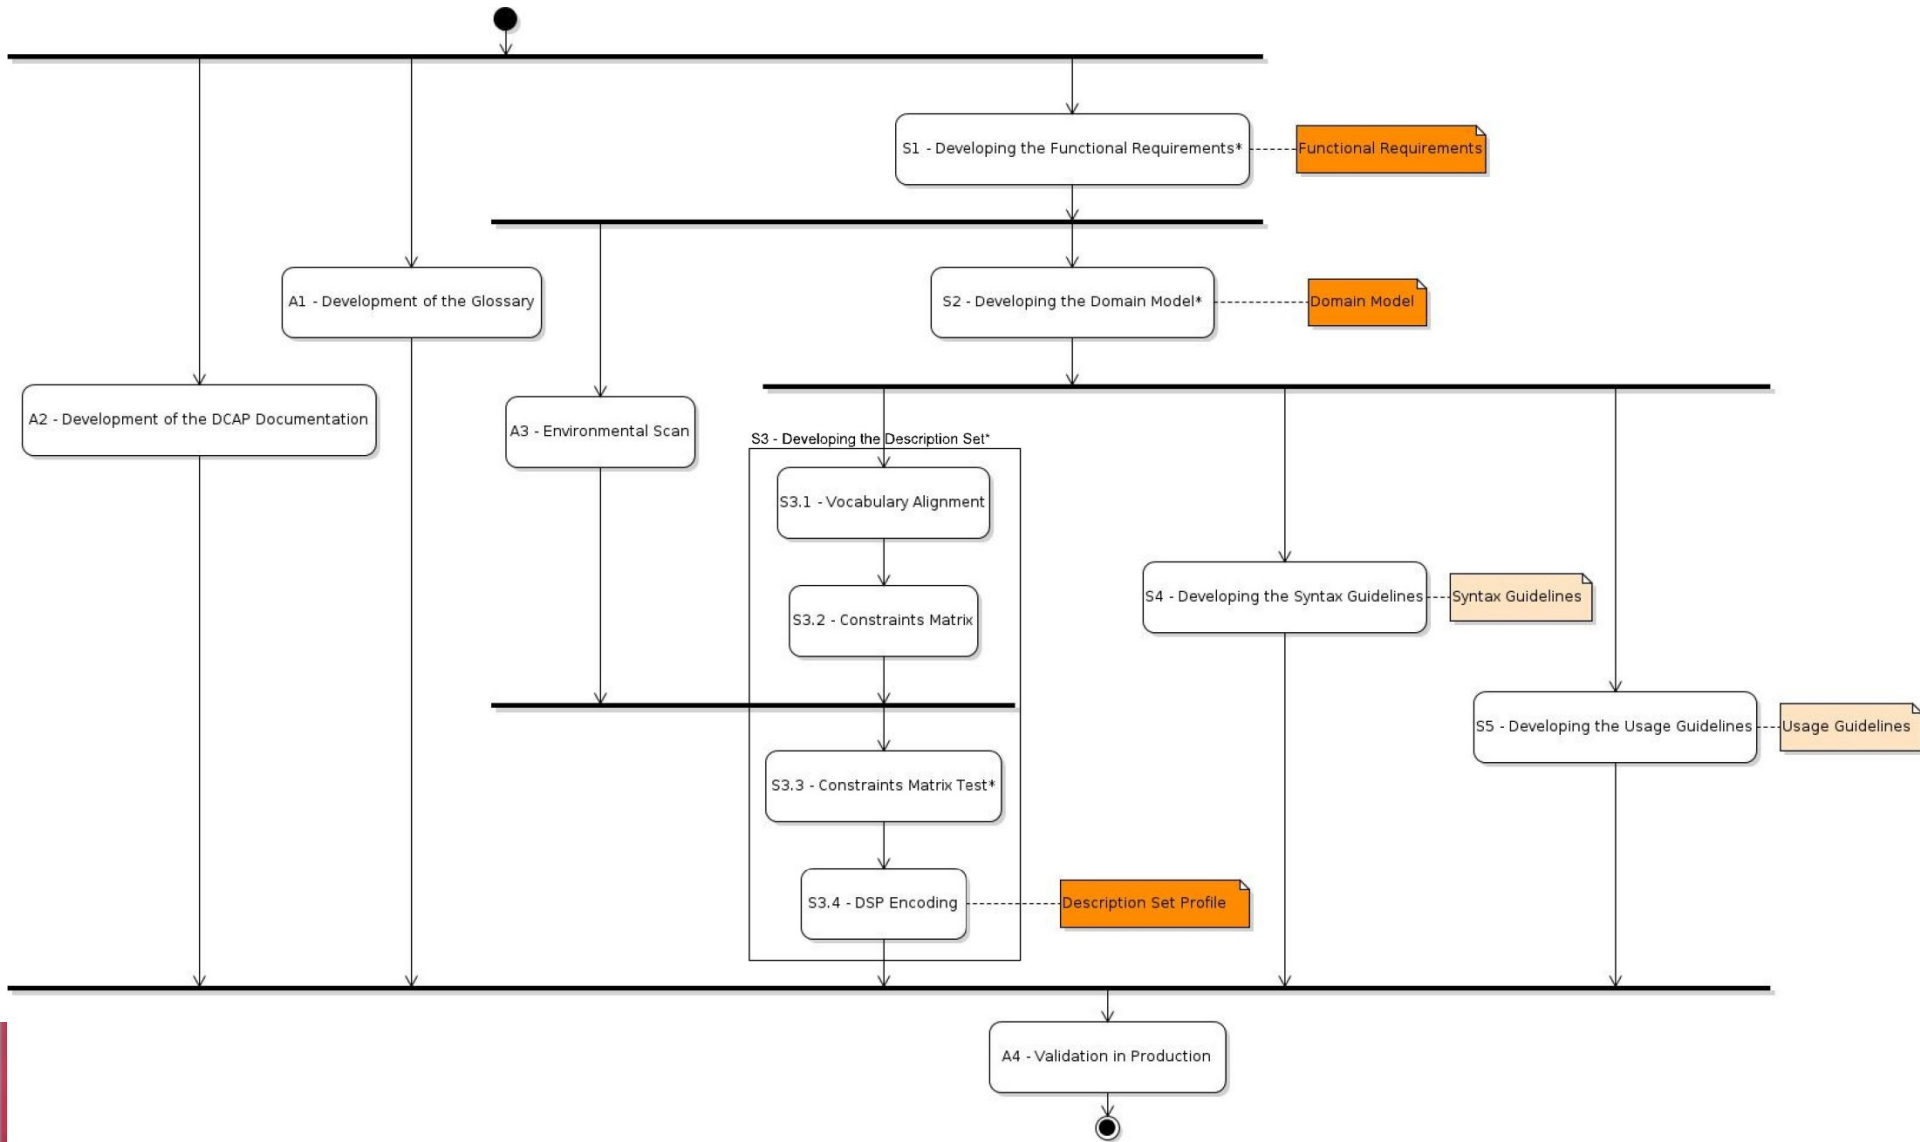 S1 - Developing the Functional Requirements*
Functional Requirements
A1 - Development of the Glossary
S2 - Developing the Domain Model*
Domain Model
A2 - Development of the DCAP Documentation
A3 - Environmental Scan
S3 - Developing the Description Set*
S3.1 - Vocabulary Alignment
S3.2 - Constraints Matrix
S4 - Developing the Syntax Guidelines
Syntax Guidelines
S5 - Developing the Usage Guidelines
Usage Guidelines
S3.3 - Constraints Matrix Test*
S3.4 - DSP Encoding
Description Set Profile
A4 - Validation in Production